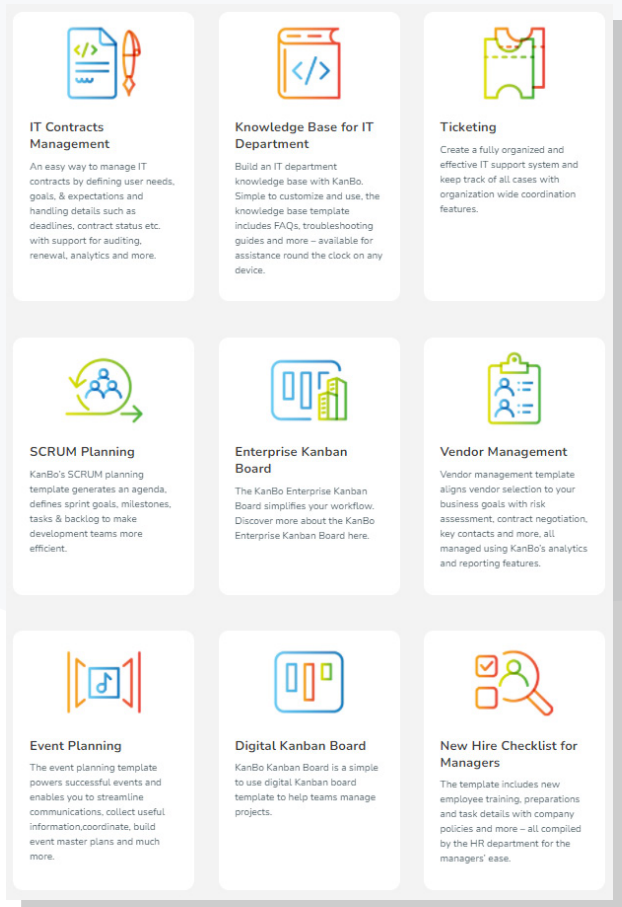 </>
</>
IT Contracts
Management
An easy way to manage IT
contracts by defining user needs,
goals, & expectations and
handling details such as
deadlines, contract status etc.
with support for auditing,
renewal, analytics and more.
Knowledge Base for IT
Department
Build an IT department
knowledge base with KanBo.
Simple to customize and use, the
knowledge base template
includes FAQs, troubleshooting
guides and more – available for
assistance round the clock on any
device.
Ticketing
Create a fully organized and
effective IT support system and
keep track of all cases with
organization wide coordination
features.
SCRUM Planning
KanBo's SCRUM planning
template generates an agenda,
defines sprint goals, milestones,
tasks & backlog to make
development teams more
efficient.
Enterprise Kanban
Board
The KanBo Enterprise Kanban
Board simplifies your workflow.
Discover more about the KanBo
Enterprise Kanban Board here.
Vendor Management
Vendor management template
aligns vendor selection to your
business goals with risk
assessment, contract negotiation,
key contacts and more, all
managed using KanBo's analytics
and reporting features.
Event Planning
The event planning template
powers successful events and
enables you to streamline
communications, collect useful
information,coordinate, build
event master plans and much
more.
Digital Kanban Board
KanBo Kanban Board is a simple
to use digital Kanban board
template to help teams manage
projects.
New Hire Checklist for
Managers
The template includes new
employee training, preparations
and task details with company
policies and more – all compiled
by the HR department for the
managers' ease.